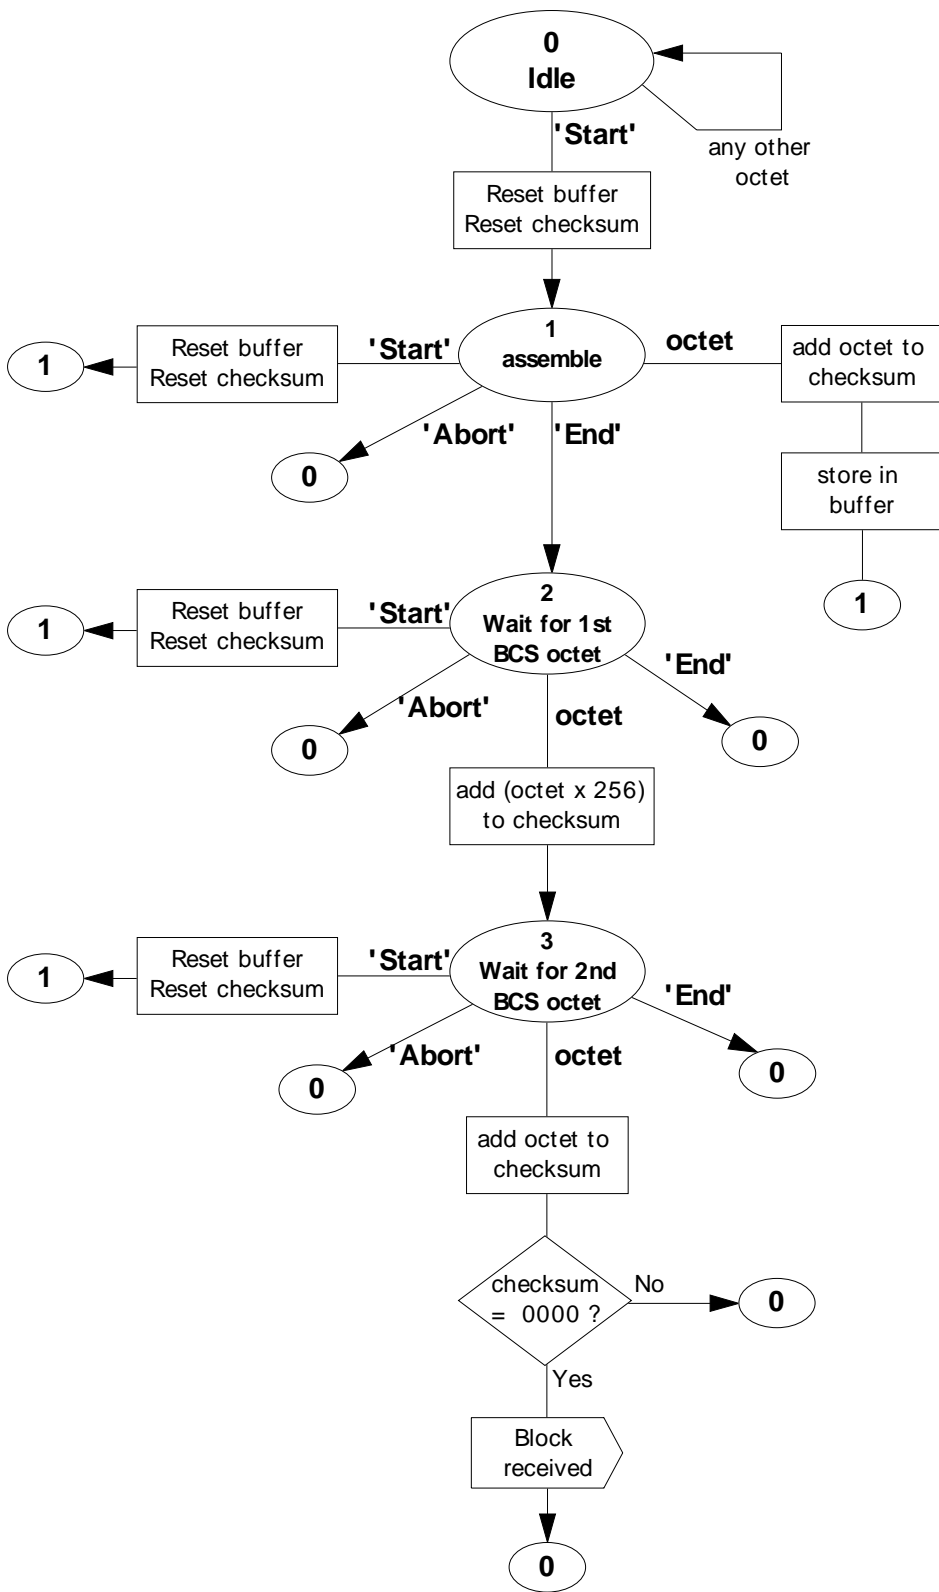 0
Idle
'Start'
any other
octet
Reset buffer
Reset checksum
1
assemble
'Start'
Reset buffer
Reset checksum
1
octet
add octet to
checksum
'Abort'
'End'
0
store in
buffer
1
2
Wait for 1st
BCS octet
'Start'
Reset buffer
Reset checksum
1
'End'
'Abort'
octet
0
0
add (octet x 256)
to checksum
3
Wait for 2nd
BCS octet
'Start'
Reset buffer
Reset checksum
1
'End'
'Abort'
octet
0
0
add octet to
checksum
checksum
= 0000 ?
No
0
Yes
Block
received
0